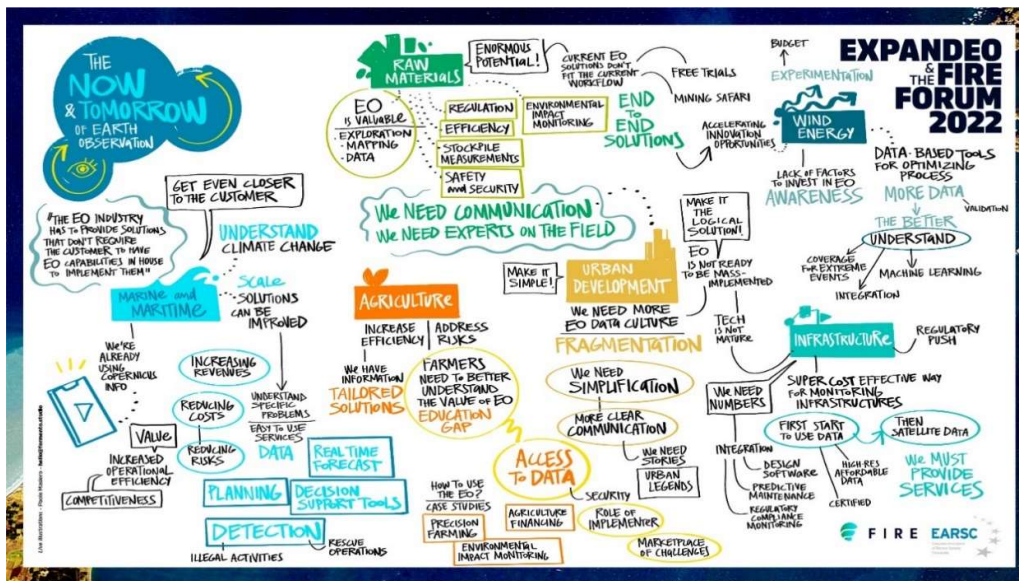 THE
NOW
& TOMORROW
OF EARTH
OBSERVATION
"THE EO INDUSTRY
HAS TO PROVIDE SOLUTIONS
THAT DON'T REQUIRE
THE CUSTOMER TO HAVE
EO CAPABILITIES IN HOUSE
TO IMPLEMENT THEM"
GET EVEN CLOSER
TO THE CUSTOMER
UNDERSTAND
CLIMATE CHANGE
MARINE and
MARITIME
SCALE
SOLUTIONS
CAN BE
IMPROVED
WE'RE
ALREADY
USING
COPERNICUS
INFO
INCREASING
REVENUES
REDUCING
COSTS
REDUCING
RISKS
UNDERSTAND
SPECIFIC
PROBLEMS
EASY TO USE
SERVICES
DATA
VALUE
INCREASED
OPERATIONAL
EFFICIENCY
COMPETITIVENESS
REAL TIME
FORECAST
PLANNING
DECISION
SUPPORT TOOLS
DETECTION
ILLEGAL ACTIVITIES
RESCUE
OPERATIONS
RAW
MATERIALS
ENORMOUS
POTENTIAL!
CURRENT EO
SOLUTIONS DON'T
FIT THE CURRENT
WORKFLOW
FREE TRIALS
MINING SAFARI
EO
IS VALUABLE
EXPLORATION
MAPPING
- DATA
REGULATION
EFFICIENCY
STOCKPILE
MEASUREMENTS
SAFETY
and SECURITY
ENVIRONMENTAL
IMPACT
MONITORING
END
TO
END
SOLUTIONS
ACCELERATING
INNOVATION
OPPORTUNITIES
WE NEED COMMUNICATION
WE NEED EXPERTS ON THE FIELD
AGRICULTURE
INCREASE
EFFICIENCY
ADDRESS
RISKS
WE HAVE
INFORMATION
TAILORED
SOLUTIONS
FARMERS
NEED TO BETTER
UNDERSTAND
THE VALUE OF EO
EDUCATION
GAP
ACCESS
TO DATA
HOW TO USE
THE EO?
CASE STUDIES
PRECISION
FARMING
AGRICULTURE
FINANCING
ENVIRONMENTAL
IMPACT MONITORING
SECURITY
ROLE OF
IMPLEMENTER
MARKETPLACE
OF CHALLENGES
MAKE IT
SIMPLE!
URBAN
DEVELOPMENT
MAKE IT
THE
LOGICAL
SOLUTION!
EO
IS NOT READY
TO BE MASS-
IMPLEMENTED
TECH
IS NOT
MATURE
WE NEED MORE
EO DATA CULTURE
FRAGMENTATION
WE NEED
SIMPLIFICATION
MORE CLEAR
COMMUNICATION
WE NEED
STORIES
URBAN
LEGENDS
EXPANDEO
& THE FIRE
FORUM
2022
BUDGET
EXPERIMENTATION
WIND
ENERGY
LACK OF FACTORS
TO INVEST IN EO
AWARENESS
DATA-BASED TOOLS
FOR OPTIMIZING
PROCESS
MORE DATA
VALIDATION
THE BETTER
UNDERSTAND
COVERAGE
FOR EXTREME
EVENTS
INTEGRATION
MACHINE LEARNING
INFRASTRUCTURE
REGULATORY
PUSH
WE NEED
NUMBERS
SUPER COST EFFECTIVE WAY
FOR MONITORING
INFRASTRUCTURES
FIRST START
TO USE DATA
THEN
SATELLITE DATA
INTEGRATION
DESIGN
SOFTWARE
PREDICTIVE
MAINTENANCE
REGULATORY
COMPLIANCE
MONITORING
HIGH-RES
AFFORDABLE
DATA
CERTIFIED
WE MUST
PROVIDE
SERVICES
FIRE EARSC